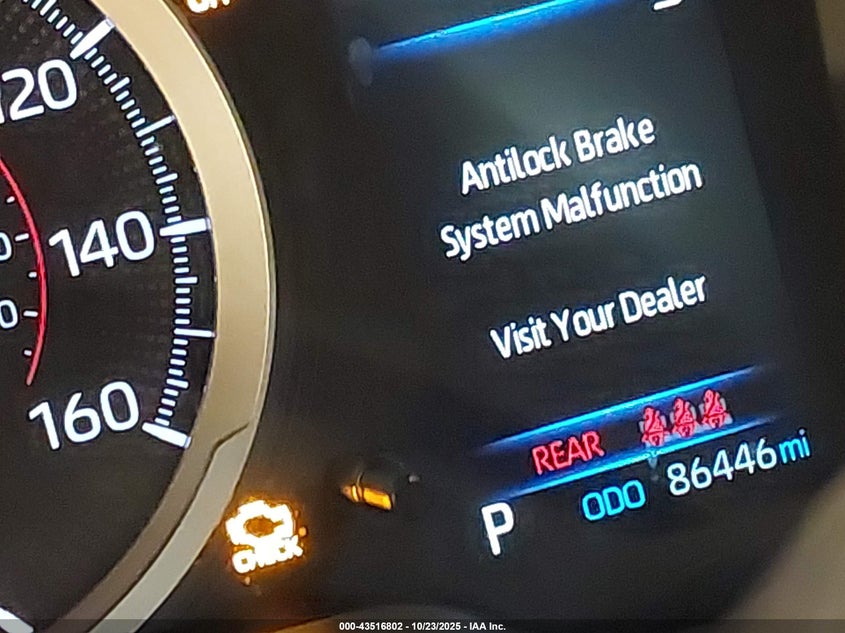 120
140
160
Antilock Brake
System Malfunction
Visit Your Dealer
REAR
P ODO 86446 mi
CHECK
000-43516802 - 10/23/2025 - IAA Inc.